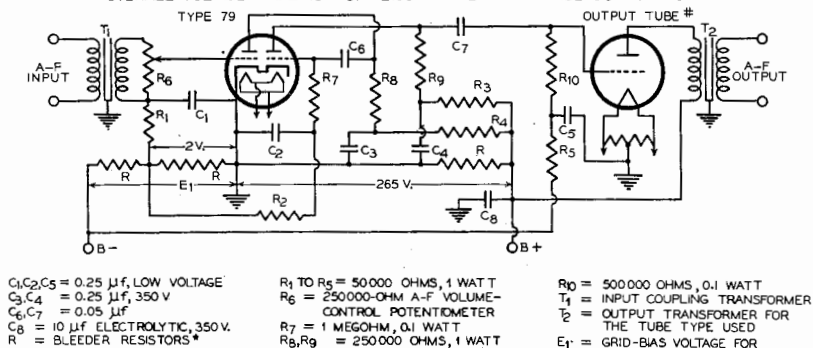 TYPE 79
OUTPUT TUBE #
T1
T2
A-F
INPUT
A-F
OUTPUT
R6
C6
C7
R7
R8
R9
R10
R3
R4
R1
C1
C2
C3
C4
C5
R5
2V.
R
R
R
E1
265 V.
R2
C8
B-
B+
C1,C2,C5 = 0.25 µf, LOW VOLTAGE
C3,C4 = 0.25 µf, 350 V
C6,C7 = 0.05 µf
C8 = 10 µf ELECTROLYTIC, 350V.
R = BLEEDER RESISTORS*
R1 TO R5 = 50000 OHMS, 1 WATT
R6 = 250000-OHM A-F VOLUME-
CONTROL POTENTIOMETER
R7 = 1 MEGOHM, 0.1 WATT
R8,R9 = 250000 OHMS, 1 WATT
R10 = 500000 OHMS, 0.1 WATT
T1 = INPUT COUPLING TRANSFORMER
T2 = OUTPUT TRANSFORMER FOR
THE TUBE TYPE USED
E1 = GRID-BIAS VOLTAGE FOR